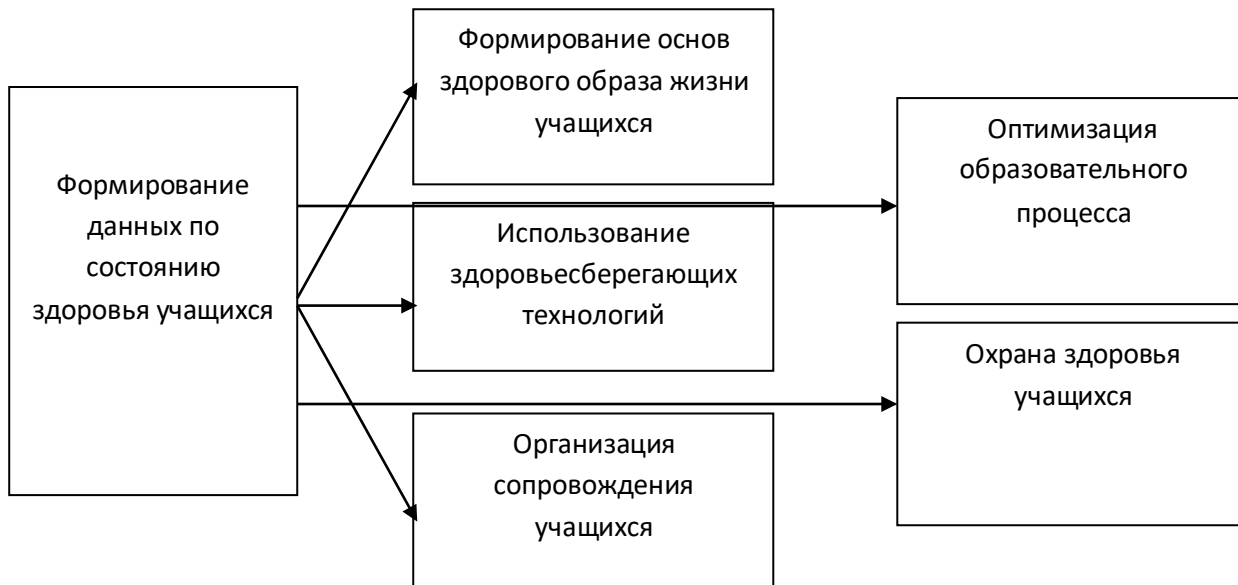 Формирование
данных по
состоянию
здоровья учащихся
Формирование основ
здорового образа жизни
учащихся
Использование
здоровьесберегающих
технологий
Организация
сопровождения
учащихся
Оптимизация
образовательного
процесса
Охрана здоровья
учащихся